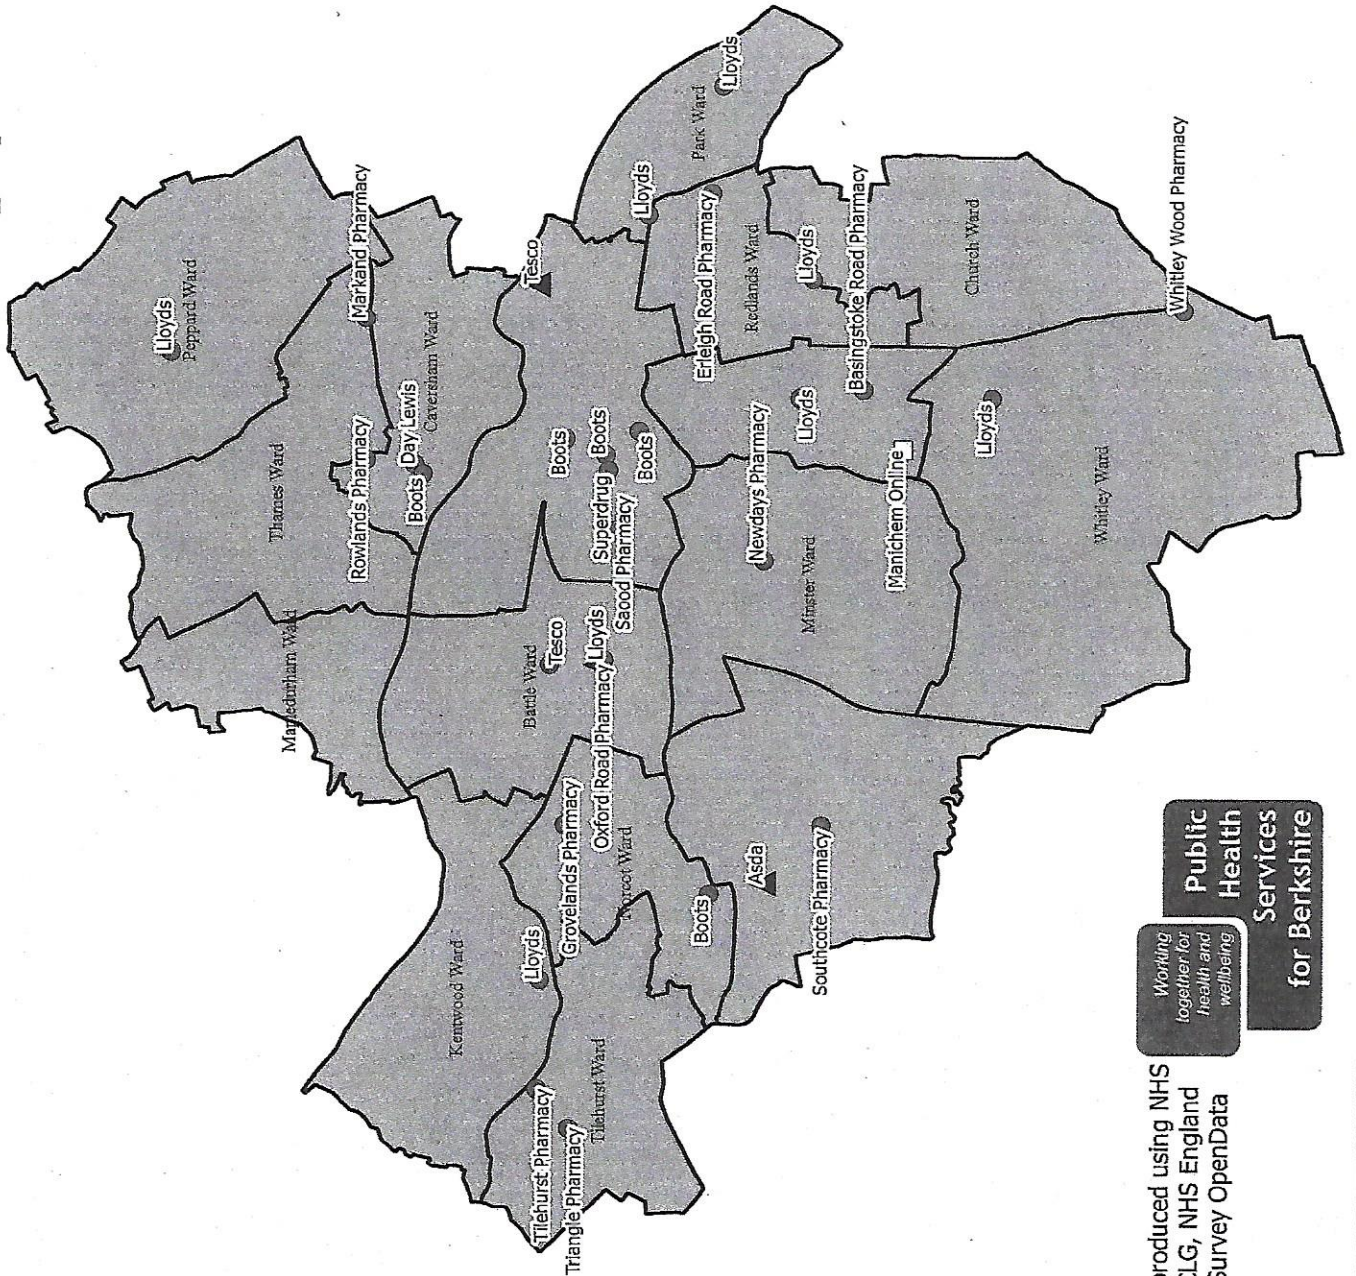 Lloyds
Peppard Ward
Markand Pharmacy
Thames Ward
Rowlands Pharmacy
Day Lewis
Boots
Caversham Ward
Mapledurham Ward
Tesco
Lloyds
Park Ward
Lloyds
Boots
Boots
Superdrug
Boots
Saood Pharmacy
Battle Ward
Tesco
Lloyds
Oxford Road Pharmacy
Erleigh Road Pharmacy
Redlands Ward
Lloyds
Basingstoke Road Pharmacy
Church Ward
Whitley Wood Pharmacy
Newdays Pharmacy
Lloyds
Minster Ward
Manichem Online
Lloyds
Whitley Ward
Kentwood Ward
Lloyds
Grovelands Pharmacy
Norcot Ward
Boots
Asda
Southcote Pharmacy
Tilehurst Pharmacy
Triangle Pharmacy
Tilehurst Ward
Working
together for
health and
wellbeing
Public
Health
Services
for Berkshire
produced using NHS
CLG, NHS England
Survey OpenData